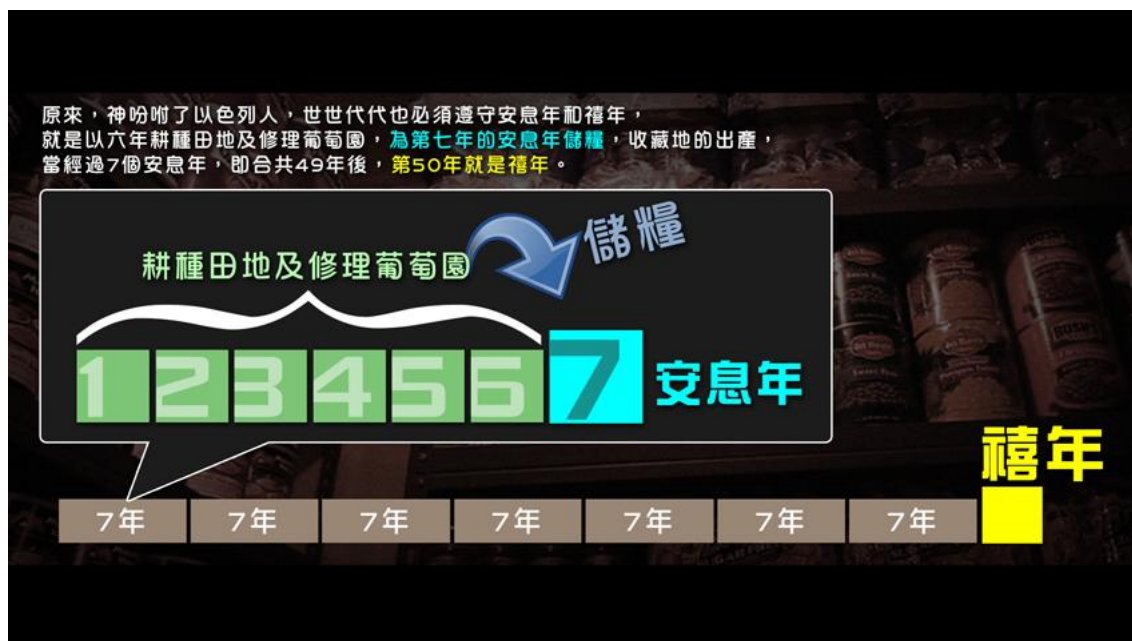 原來，神吩咐了以色列人，世世代代也必須遵守安息年和禧年，
就是以六年耕種田地及修理葡萄園，為第七年的安息年儲糧，收藏地的出產，
當經過7個安息年，即合共49年後，第50年就是禧年。
儲糧
耕種田地及修理葡萄園
1 2 3 4 5 6 7 安息年
禧年
7年 7年 7年 7年 7年 7年 7年